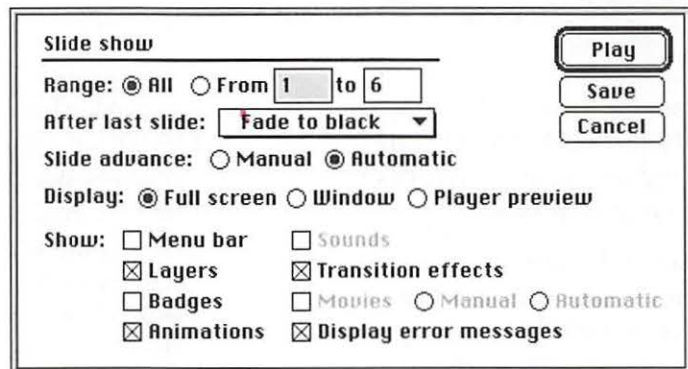 Slide show
Play
Range: All From 1 to 6
Save
After last slide: Fade to black
Cancel
Slide advance: Manual Automatic
Display: Full screen Window Player preview
Show: Menu bar Sounds
Layers Transition effects
Badges Movies Manual Automatic
Animations Display error messages